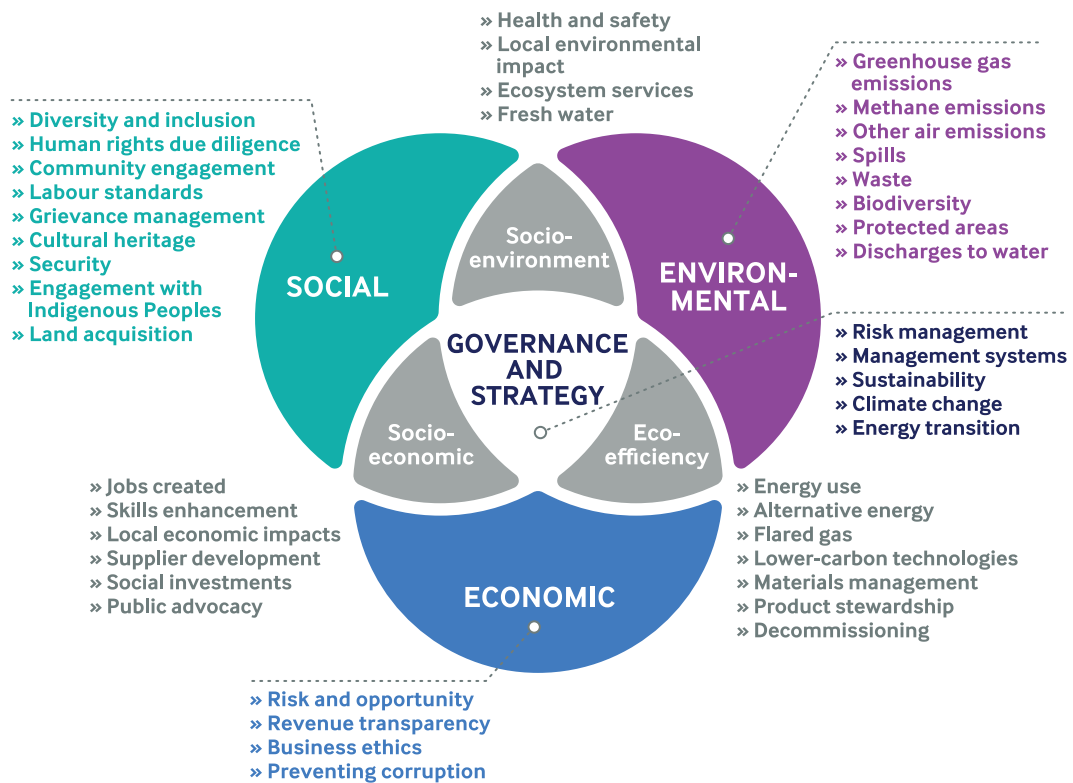 » Health and safety
» Local environmental
impact
» Ecosystem services
» Fresh water
» Greenhouse gas
emissions
» Methane emissions
» Other air emissions
» Spills
» Waste
» Biodiversity
» Protected areas
» Discharges to water
» Diversity and inclusion
» Human rights due diligence
» Community engagement
» Labour standards
» Grievance management
» Cultural heritage
» Security
» Engagement with
Indigenous Peoples
» Land acquisition
Socio-
environment
SOCIAL
ENVIRON-
MENTAL
GOVERNANCE
AND
STRATEGY
» Risk management
» Management systems
» Sustainability
» Climate change
» Energy transition
Socio-
economic
Eco-
efficiency
» Jobs created
» Skills enhancement
» Local economic impacts
» Supplier development
» Social investments
» Public advocacy
» Energy use
» Alternative energy
» Flared gas
» Lower-carbon technologies
» Materials management
» Product stewardship
» Decommissioning
ECONOMIC
» Risk and opportunity
» Revenue transparency
» Business ethics
» Preventing corruption